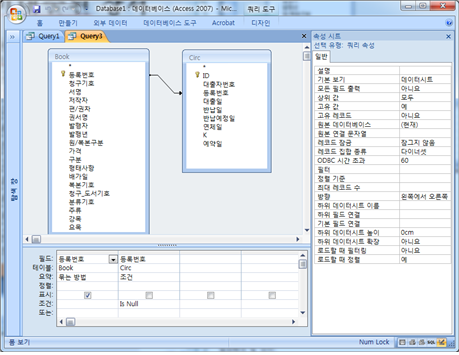 Database1 : 데이터베이스 (Access 2007) - Mic...
쿼리 도구
홈 만들기 외부 데이터 데이터베이스 도구 Acrobat 디자인
Query1 Query3
탐색 창
Book
*
등록번호
청구기호
서명
저작자
편/권자
권서명
발행자
발행년
원/복본구분
가격
구분
형태사항
배가일
복본기호
청구_도서기호
분류기호
주류
강목
요목
Circ
*
ID
대출자번호
등록번호
대출일
반납일
반납예정일
연체일
K
예약일
필드: 등록번호 등록번호
테이블: Book Circ
요약: 묶는 방법 조건
정렬:
표시:
조건: Is Null
또는:
속성 시트
선택 유형: 쿼리 속성
일반
설명
기본 보기 데이터시트
모든 필드 출력 아니요
상위 값 모두
고유 값 예
고유 레코드 아니요
원본 데이터베이스 (현재)
원본 연결 문자열
레코드 잠금 잠그지 않음
레코드 집합 종류 다이너셋
ODBC 시간 초과 60
필터
정렬 기준
최대 레코드 수
방향 왼쪽에서 오른쪽
하위 데이터시트 이름
하위 필드 연결
기본 필드 연결
하위 데이터시트 높이 0cm
하위 데이터시트 확장 아니요
로드할 때 필터링 아니요
로드할 때 정렬 예
폼 보기
Num Lock
SQL